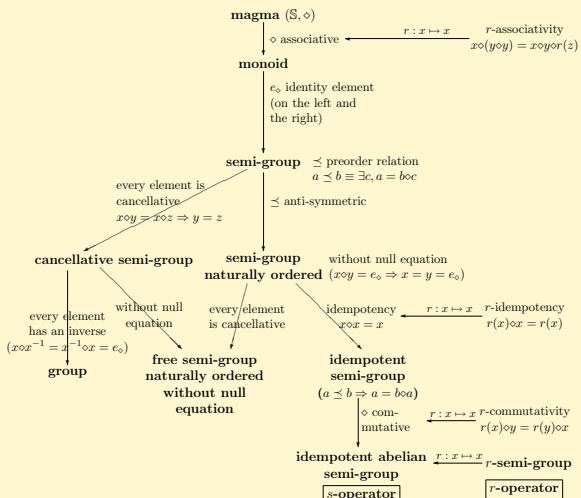 magma (𝕊,⋄)
⋄ associative
r : x ↦ x
r-associativity
x⋄(y⋄y) = x⋄y⋄r(z)
monoid
e⋄ identity element
(on the left and
the right)
semi-group
⪯ preorder relation
a ⪯ b ≡ ∃c, a = b⋄c
every element is
cancellative
x⋄y = x⋄z ⇒ y = z
⪯ anti-symmetric
cancellative semi-group
semi-group
naturally ordered
without null equation
(x⋄y = e⋄ ⇒ x = y = e⋄)
every element
has an inverse
(x⋄x⁻¹ = x⁻¹⋄x = e⋄)
group
without null
equation
every element
is cancellative
idempotency
x⋄x = x
r : x ↦ x
r-idempotency
r(x)⋄x = r(x)
free semi-group
naturally ordered
without null
equation
idempotent
semi-group
(a ⪯ b ⇒ a = b⋄a)
⋄ com-
mutative
r : x ↦ x
r-commutativity
r(x)⋄y = r(y)⋄x
idempotent abelian
semi-group
r : x ↦ x
r-semi-group
s-operator
r-operator